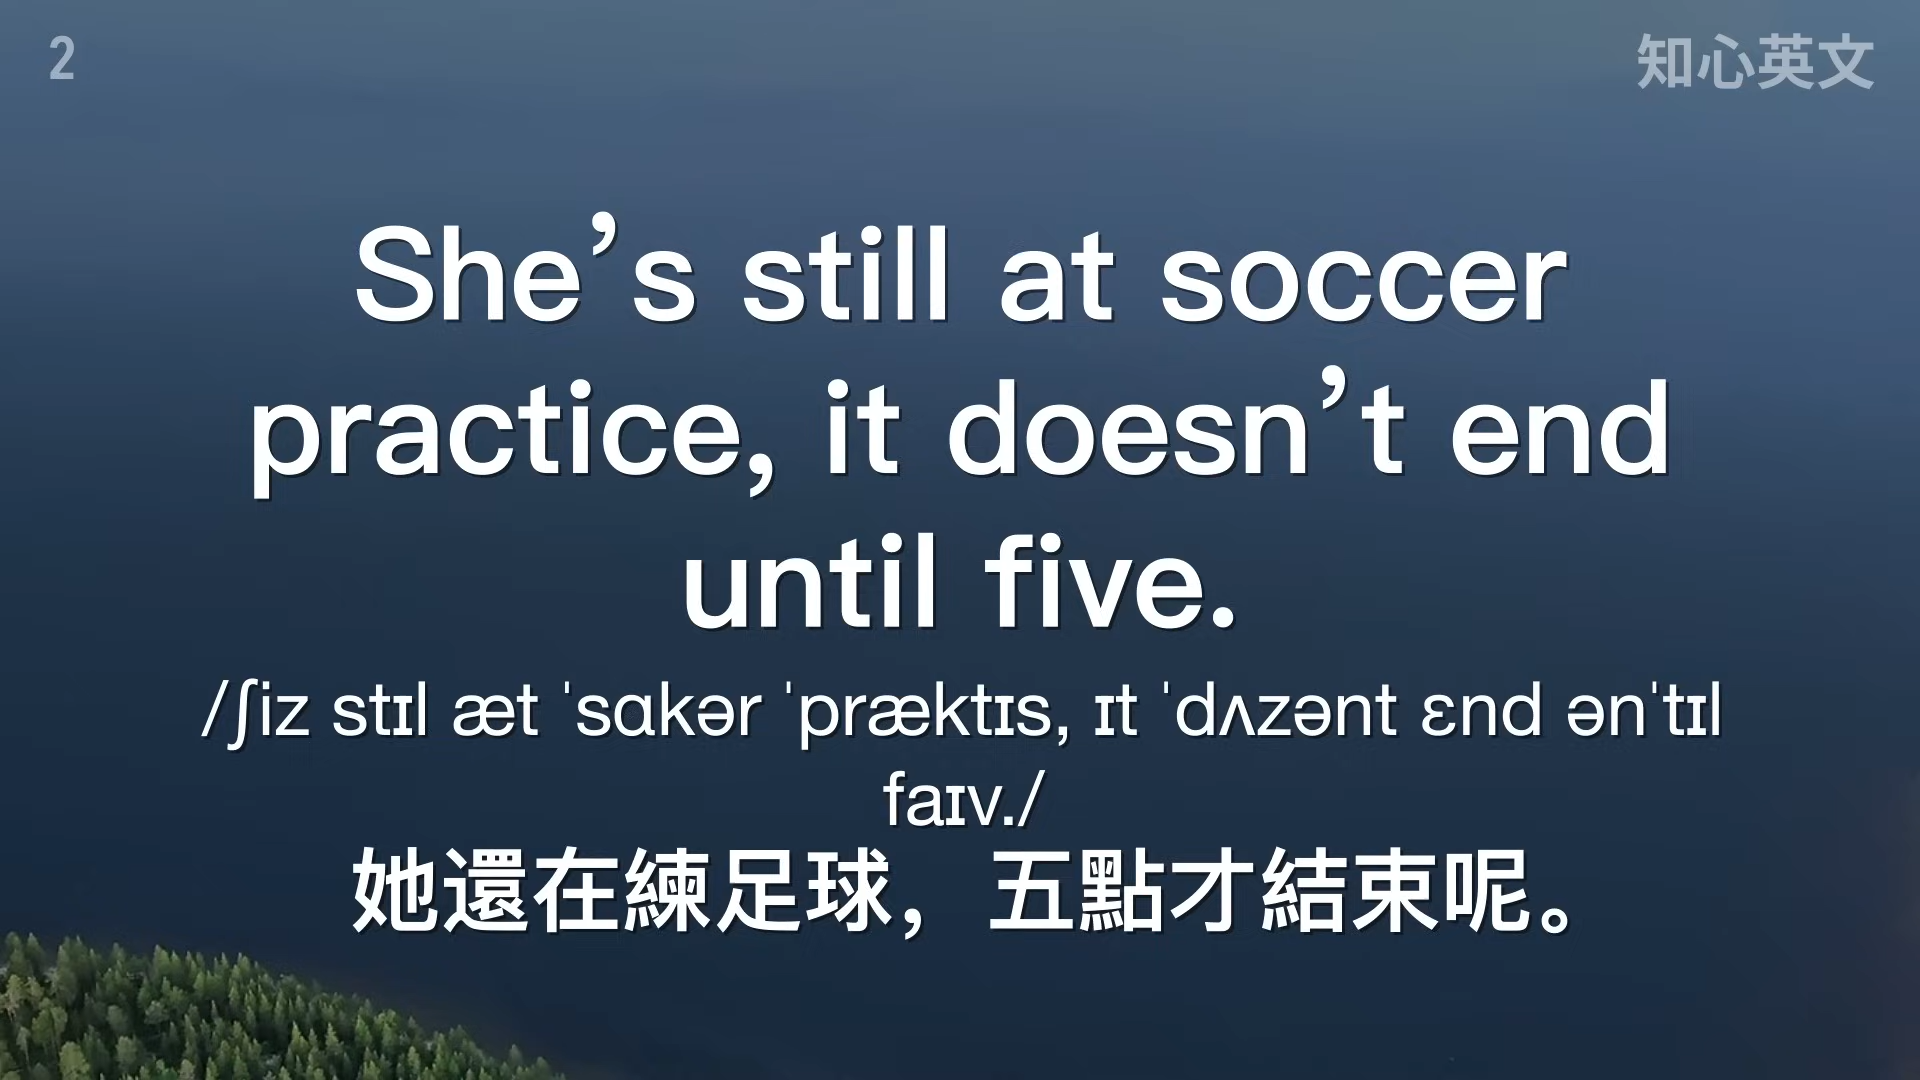 2
知心英文
She’s still at soccer
practice, it doesn’t end
until five.
/ʃiz stɪl æt ˈsɑkər ˈpræktɪs, ɪt ˈdʌzənt ɛnd ənˈtɪl
faɪv./
她還在練足球，五點才結束呢。